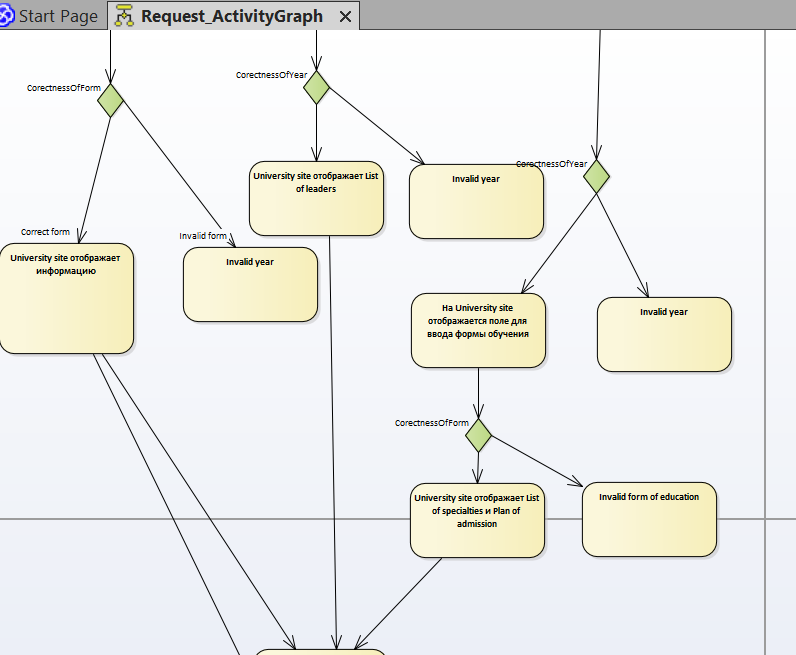 Start Page
Request_ActivityGraph
CorectnessOfForm
CorectnessOfYear
CorectnessOfYear
University site отображает List
of leaders
Invalid year
Correct form
Invalid form
University site отображает
информацию
Invalid year
На University site
отображается поле для
ввода формы обучения
Invalid year
CorectnessOfForm
University site отображает List
of specialties и Plan of
admission
Invalid form of education